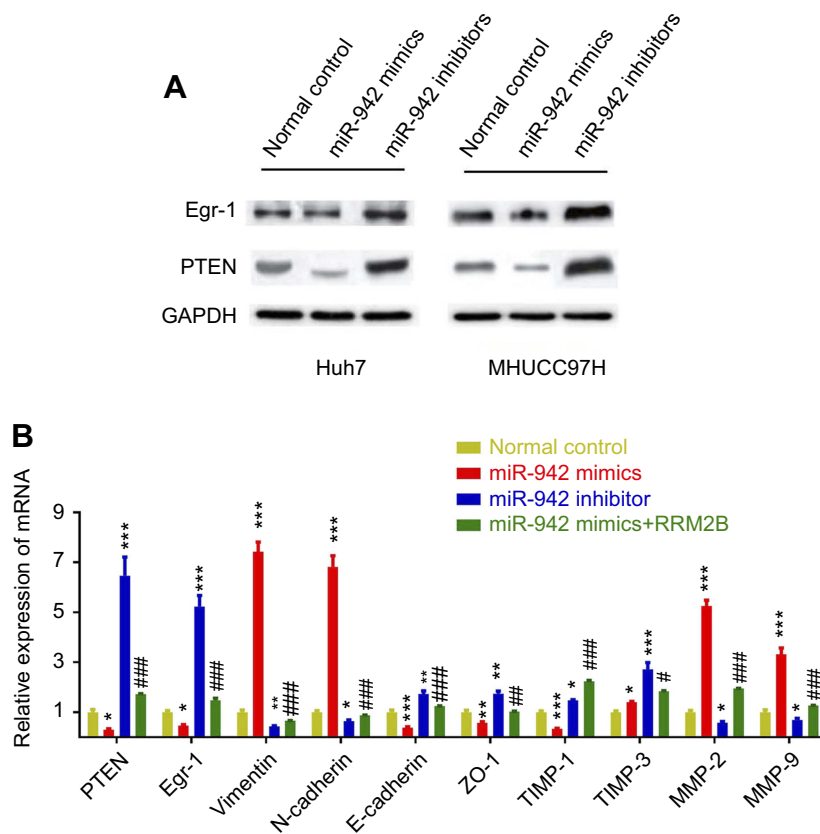 A
Normal control
miR-942 mimics
miR-942 inhibitors
Normal control
miR-942 mimics
miR-942 inhibitors
Egr-1
PTEN
GAPDH
Huh7
MHUCC97H
B
Normal control
miR-942 mimics
miR-942 inhibitor
miR-942 mimics+RRM2B
Relative expression of mRNA
9
7
5
3
1
* *** ###
* *** ###
*** ** ###
*** * ###
*** ** ###
** ** ##
*** * ###
* *** #
*** * ###
*** * ###
PTEN
Egr-1
Vimentin
N-cadherin
E-cadherin
ZO-1
TIMP-1
TIMP-3
MMP-2
MMP-9